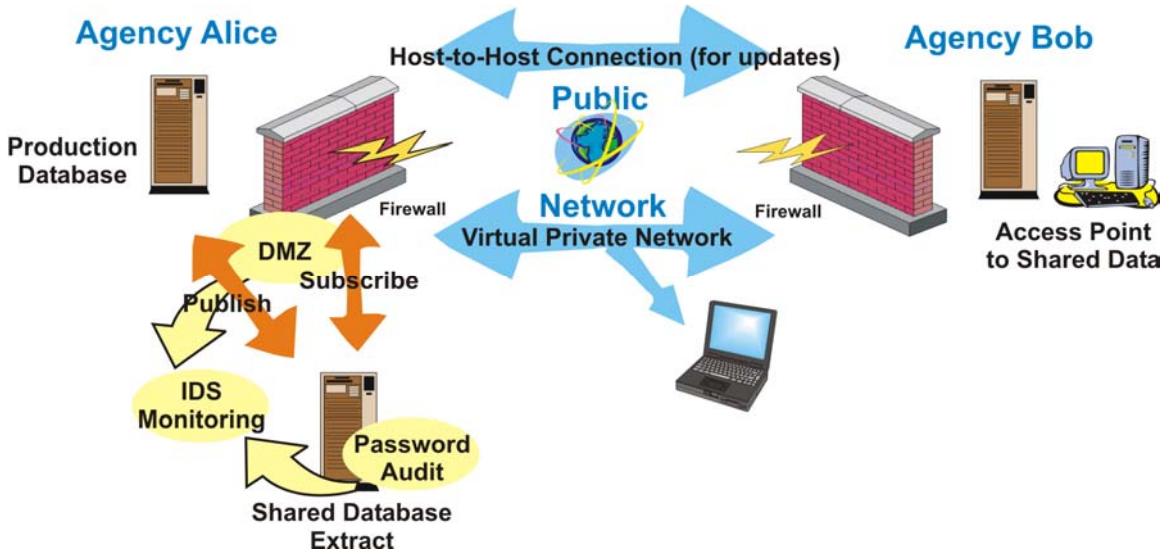 Agency Alice
Agency Bob
Host-to-Host Connection (for updates)
Public
Production
Database
Firewall
Network
Firewall
Virtual Private Network
Access Point
to Shared Data
DMZ
Subscribe
Publish
IDS
Monitoring
Password
Audit
Shared Database
Extract